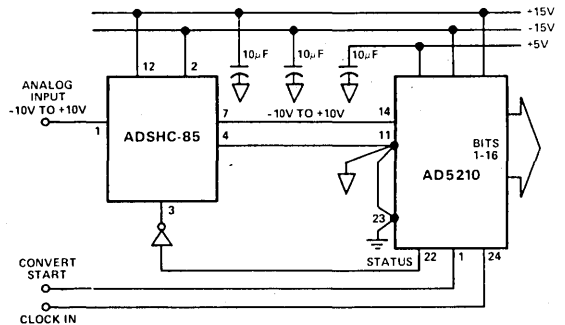 +15V
-15V
+5V
10μF
10μF
10μF
12
2
ANALOG
INPUT
-10V TO +10V
1
ADSHC-85
7
-10V TO +10V
14
4
11
BITS
1-16
AD5210
3
23
STATUS
22
1
24
CONVERT
START
CLOCK IN